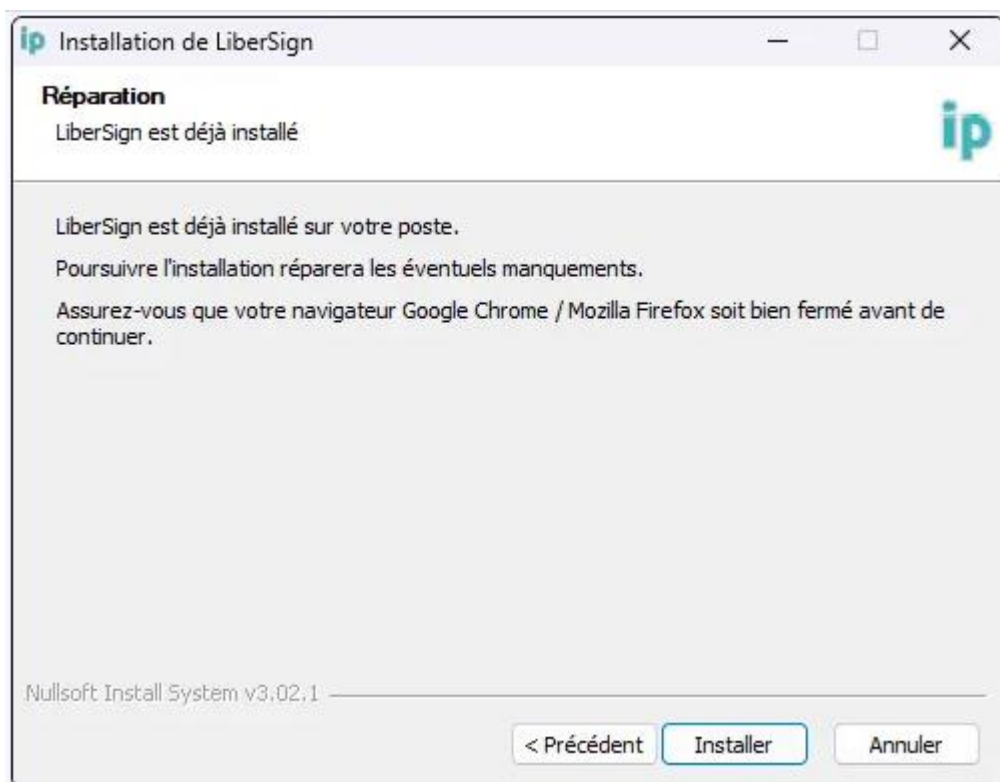 ip Installation de LiberSign
Réparation
LiberSign est déjà installé
ip
LiberSign est déjà installé sur votre poste.
Poursuivre l'installation réparera les éventuels manquements.
Assurez-vous que votre navigateur Google Chrome / Mozilla Firefox soit bien fermé avant de
continuer.
Nullsoft Install System v3.02.1
< Précédent Installer Annuler